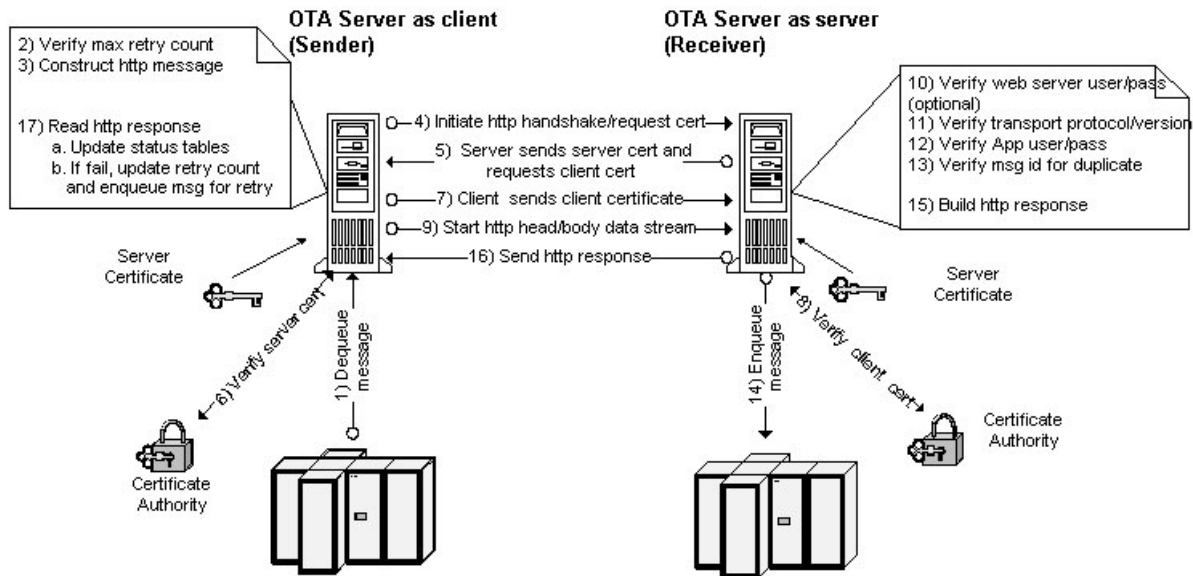 OTA Server as client
(Sender)
OTA Server as server
(Receiver)
2) Verify max retry count
3) Construct http message
17) Read http response
a. Update status tables
b. If fail, update retry count
and enqueue msg for retry
10) Verify web server user/pass
(optional)
11) Verify transport protocol/version
12) Verify App user/pass
13) Verify msg id for duplicate
15) Build http response
4) Initiate http handshake/request cert
5) Server sends server cert and
requests client cert
7) Client sends client certificate
9) Start http head/body data stream
16) Send http response
Server
Certificate
Server
Certificate
6) Verify server cert
1) Dequeue
message
14) Enqueue
message
8) Verify client cert
Certificate
Authority
Certificate
Authority